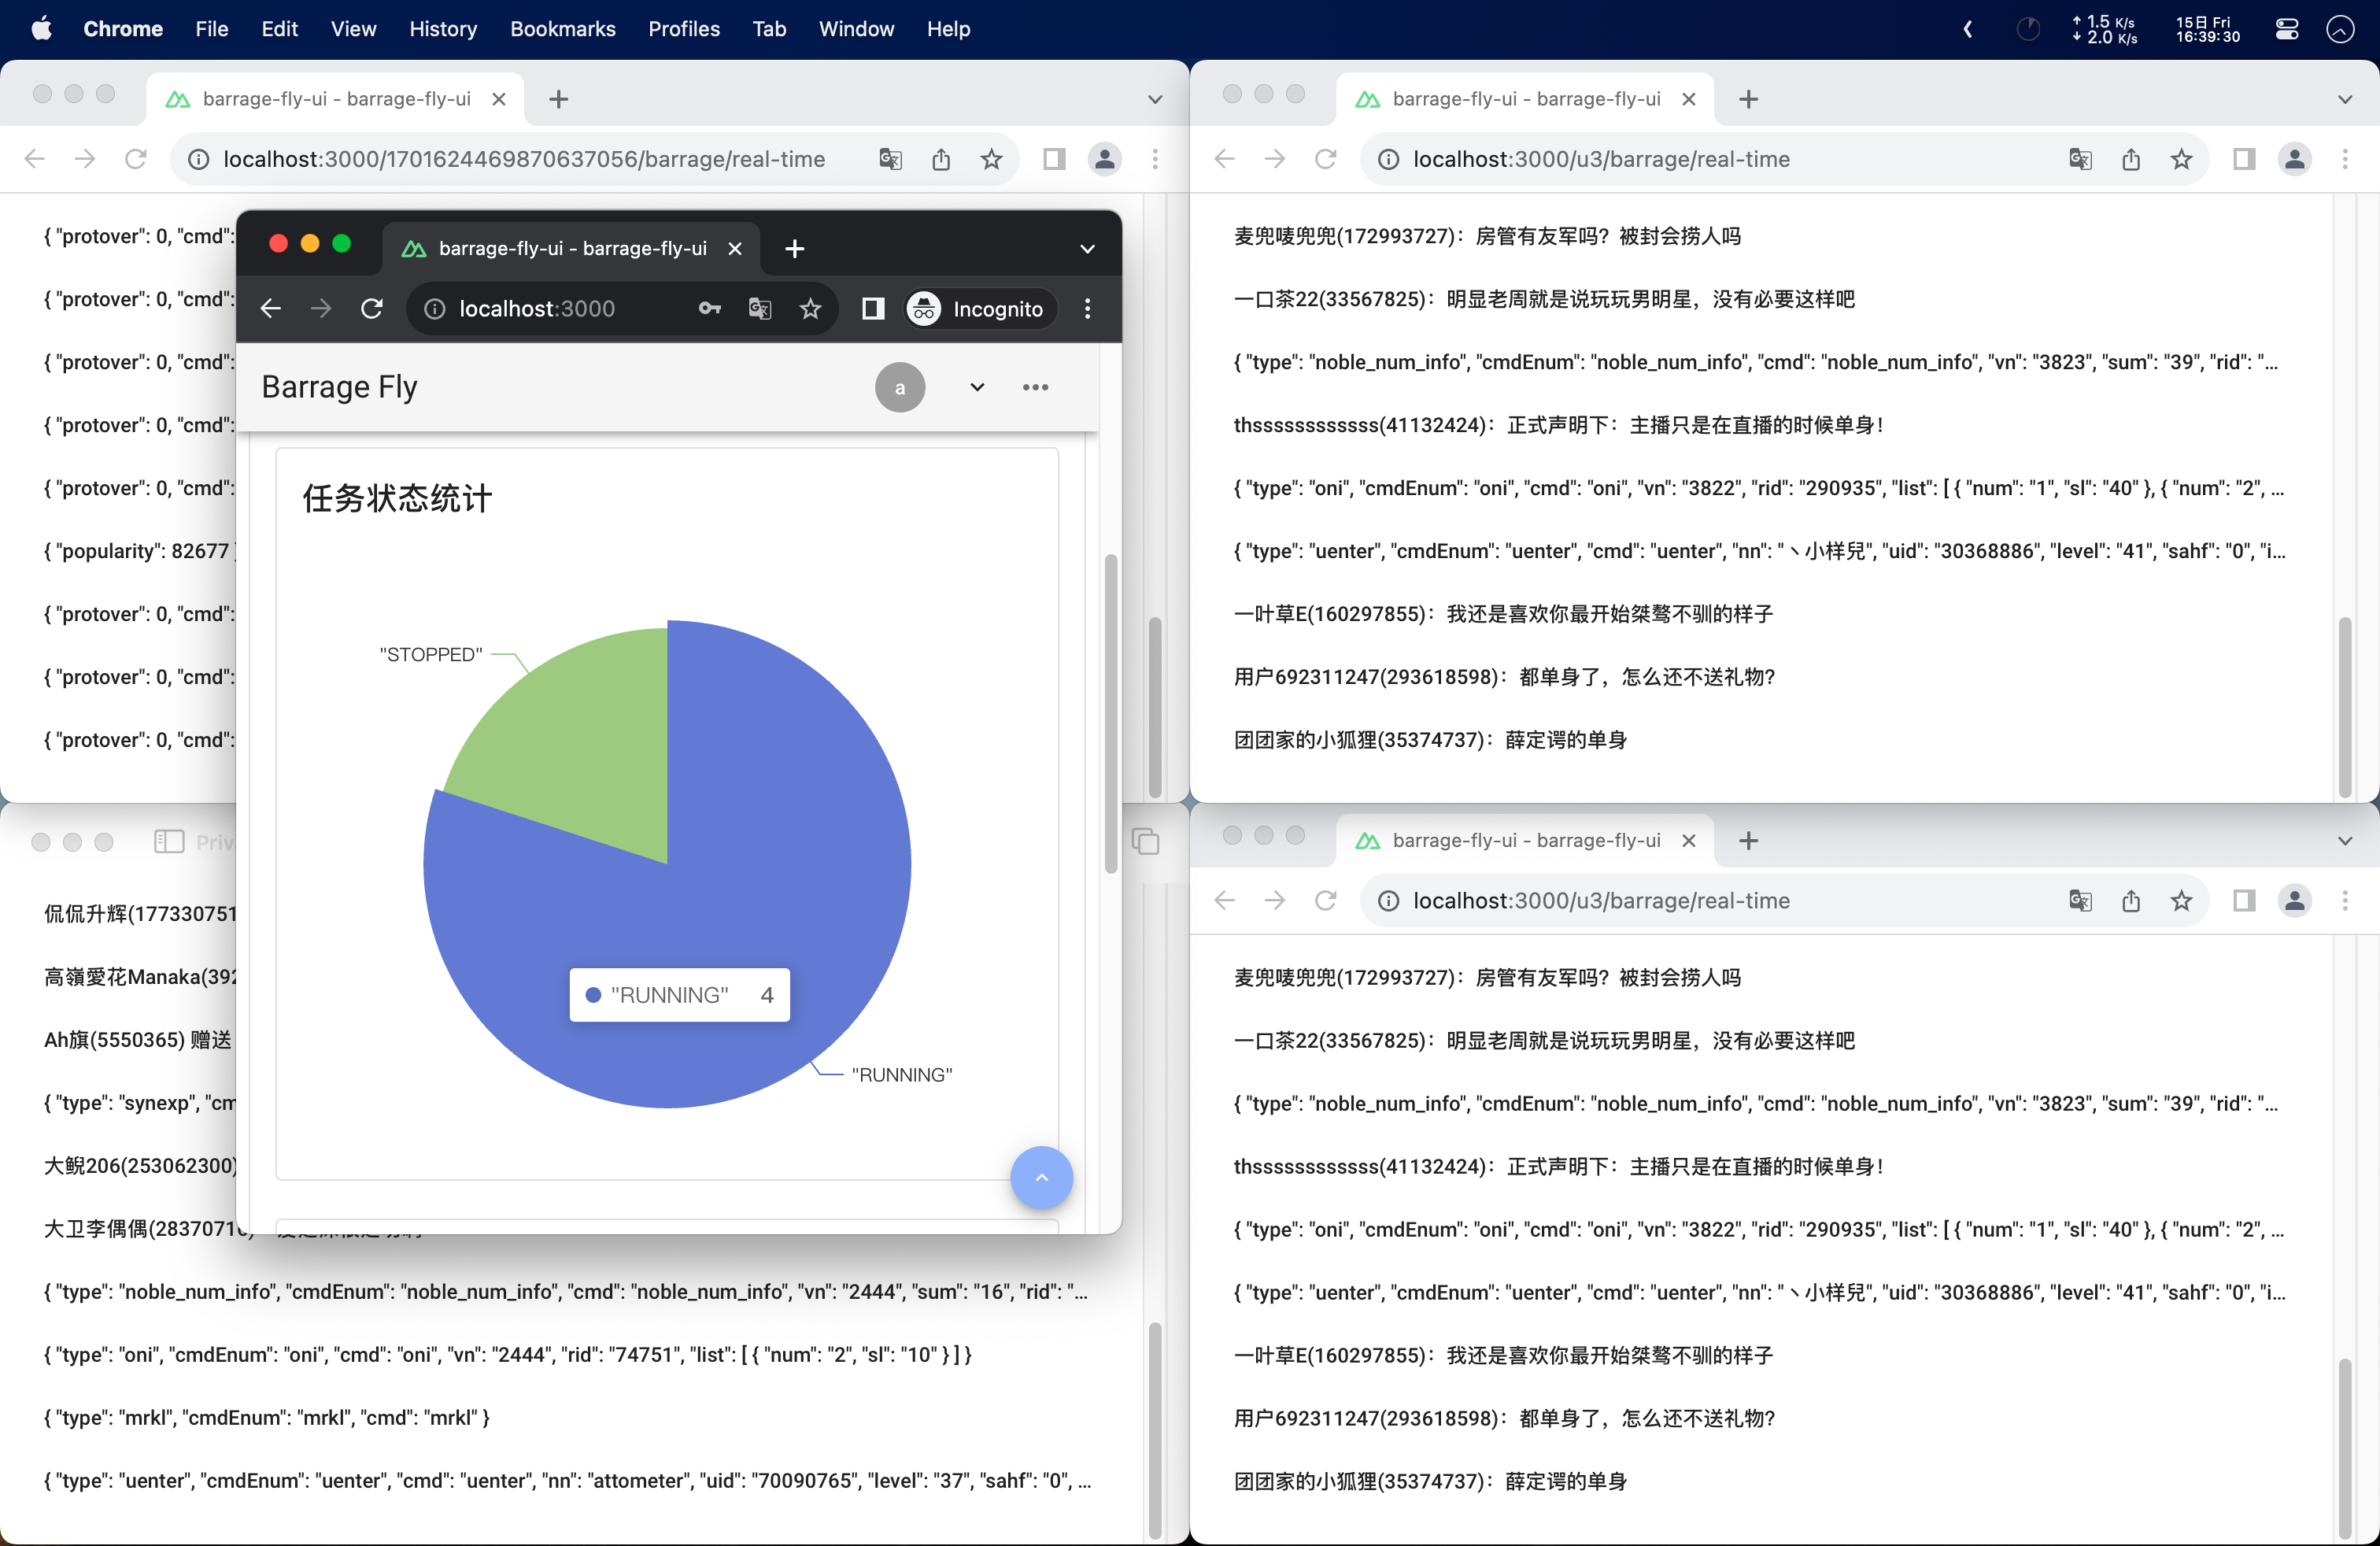 Chrome File Edit View History Bookmarks Profiles Tab Window Help
↑ 1.5 K/s
↓ 2.0 K/s
15日 Fri
16:39:30
barrage-fly-ui - barrage-fly-ui
localhost:3000/1701624469870637056/barrage/real-time
{ "protover": 0, "cmd":
{ "protover": 0, "cmd":
{ "protover": 0, "cmd":
{ "protover": 0, "cmd":
{ "protover": 0, "cmd":
{ "popularity": 82677 }
{ "protover": 0, "cmd":
{ "protover": 0, "cmd":
{ "protover": 0, "cmd":
barrage-fly-ui - barrage-fly-ui
localhost:3000
Incognito
Barrage Fly
a
任务状态统计
"STOPPED"
"RUNNING" 4
"RUNNING"
barrage-fly-ui - barrage-fly-ui
localhost:3000/u3/barrage/real-time
麦兜唛兜兜(172993727)：房管有友军吗？被封会捞人吗
一口茶22(33567825)：明显老周就是说玩玩男明星，没有必要这样吧
{ "type": "noble_num_info", "cmdEnum": "noble_num_info", "cmd": "noble_num_info", "vn": "3823", "sum": "39", "rid": "...
thssssssssssss(41132424)：正式声明下：主播只是在直播的时候单身！
{ "type": "oni", "cmdEnum": "oni", "cmd": "oni", "vn": "3822", "rid": "290935", "list": [ { "num": "1", "sl": "40" }, { "num": "2", ...
{ "type": "uenter", "cmdEnum": "uenter", "cmd": "uenter", "nn": "丶小样兒", "uid": "30368886", "level": "41", "sahf": "0", "i...
一叶草E(160297855)：我还是喜欢你最开始桀骜不驯的样子
用户692311247(293618598)：都单身了，怎么还不送礼物？
团团家的小狐狸(35374737)：薛定谔的单身
Priv
侃侃升辉(177330751
高嶺愛花Manaka(392
Ah旗(5550365) 赠送
{ "type": "synexp", "cm
大鲵206(253062300)
大卫李偶偶(2837071
{ "type": "noble_num_info", "cmdEnum": "noble_num_info", "cmd": "noble_num_info", "vn": "2444", "sum": "16", "rid": "...
{ "type": "oni", "cmdEnum": "oni", "cmd": "oni", "vn": "2444", "rid": "74751", "list": [ { "num": "2", "sl": "10" } ] }
{ "type": "mrkl", "cmdEnum": "mrkl", "cmd": "mrkl" }
{ "type": "uenter", "cmdEnum": "uenter", "cmd": "uenter", "nn": "attometer", "uid": "70090765", "level": "37", "sahf": "0", ...
barrage-fly-ui - barrage-fly-ui
localhost:3000/u3/barrage/real-time
麦兜唛兜兜(172993727)：房管有友军吗？被封会捞人吗
一口茶22(33567825)：明显老周就是说玩玩男明星，没有必要这样吧
{ "type": "noble_num_info", "cmdEnum": "noble_num_info", "cmd": "noble_num_info", "vn": "3823", "sum": "39", "rid": "...
thssssssssssss(41132424)：正式声明下：主播只是在直播的时候单身！
{ "type": "oni", "cmdEnum": "oni", "cmd": "oni", "vn": "3822", "rid": "290935", "list": [ { "num": "1", "sl": "40" }, { "num": "2", ...
{ "type": "uenter", "cmdEnum": "uenter", "cmd": "uenter", "nn": "丶小样兒", "uid": "30368886", "level": "41", "sahf": "0", "i...
一叶草E(160297855)：我还是喜欢你最开始桀骜不驯的样子
用户692311247(293618598)：都单身了，怎么还不送礼物？
团团家的小狐狸(35374737)：薛定谔的单身